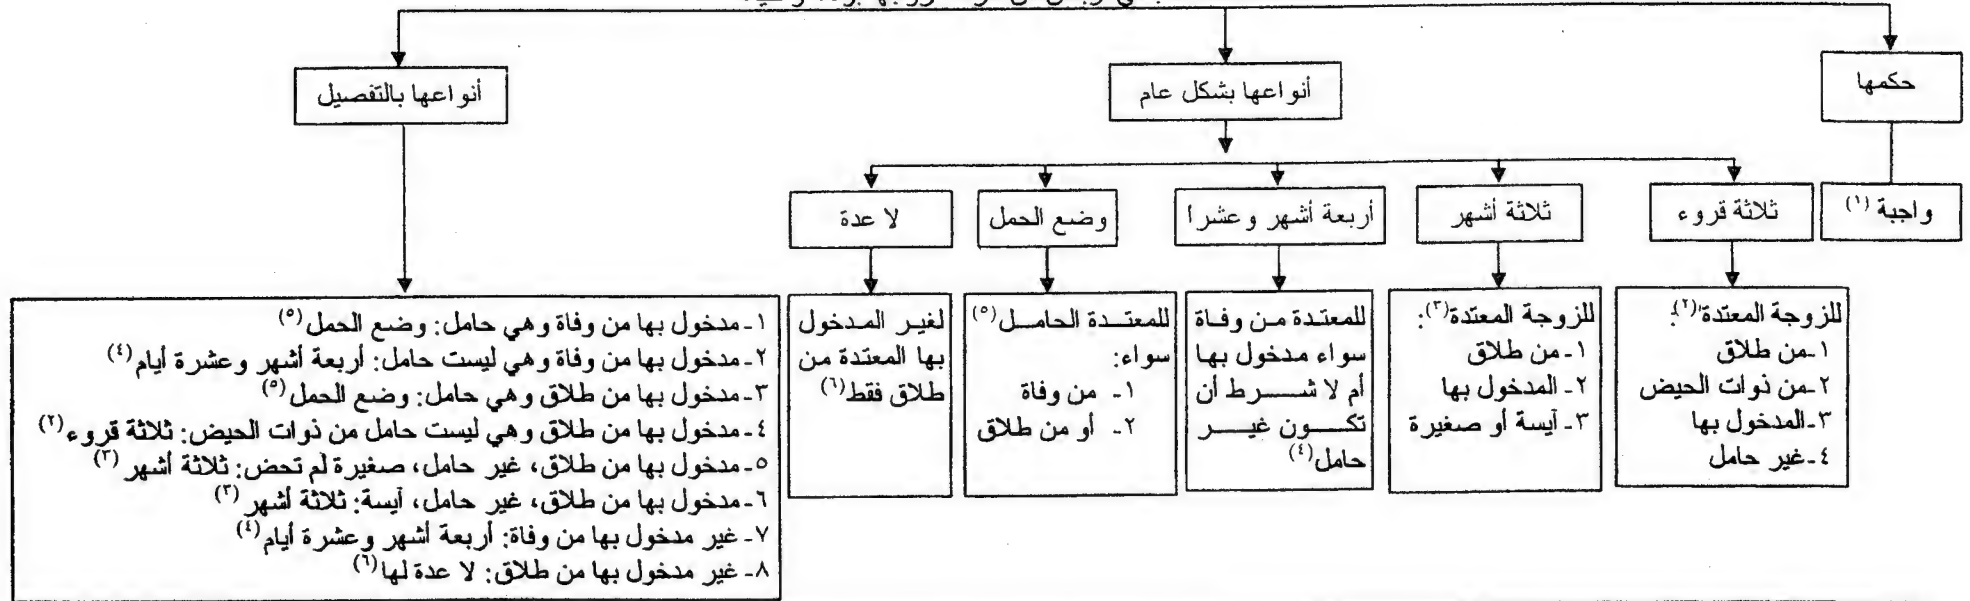 حكمها
أنواعها بشكل عام
أنواعها بالتفصيل
واجبة (١)
ثلاثة قروء
ثلاثة أشهر
أربعة أشهر وعشرا
وضع الحمل
لا عدة
للزوجة المعتدة(٢):
١-من طلاق
٢-من ذوات الحيض
٣-المدخول بها
٤-غير حامل
للزوجة المعتدة(٣):
١- من طلاق
٢- المدخول بها
٣- آيسة أو صغيرة
للمعتدة من وفاة
سواء مدخول بها
أم لا شرط أن
تكون غير
حامل(٤)
للمعتدة الحامل(٥)
سواء:
١- من وفاة
٢- أو من طلاق
لغير المدخول
بها المعتدة من
طلاق فقط(٦)
١- مدخول بها من وفاة وهي حامل: وضع الحمل(٥)
٢- مدخول بها من وفاة وهي ليست حامل: أربعة أشهر وعشرة أيام(٤)
٣- مدخول بها من طلاق وهي حامل: وضع الحمل(٥)
٤- مدخول بها من طلاق وهي ليست حامل من ذوات الحيض: ثلاثة قروء(٢)
٥- مدخول بها من طلاق، غير حامل، صغيرة لم تحض: ثلاثة أشهر(٣)
٦- مدخول بها من طلاق، غير حامل، آيسة: ثلاثة أشهر(٣)
٧- غير مدخول بها من وفاة: أربعة أشهر وعشرة أيام(٤)
٨- غير مدخول بها من طلاق: لا عدة لها(٦)